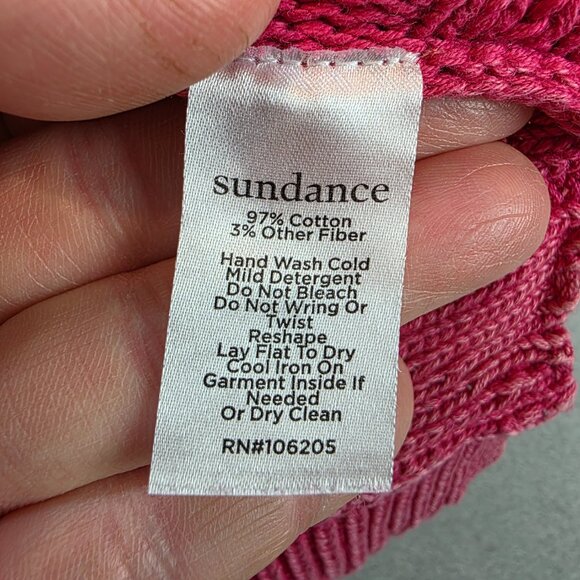 sundance
97% Cotton
3% Other Fiber
Hand Wash Cold
Mild Detergent
Do Not Bleach
Do Not Wring Or
Twist
Reshape
Lay Flat To Dry
Cool Iron On
Garment Inside If
Needed
Or Dry Clean
RN#106205